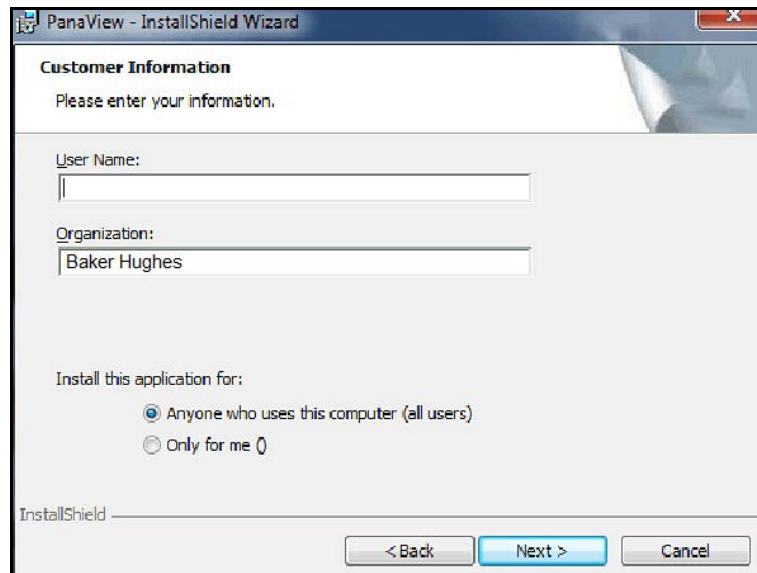 PanaView - InstallShield Wizard
Customer Information
Please enter your information.
User Name:
Organization:
Baker Hughes
Install this application for:
Anyone who uses this computer (all users)
Only for me ()
InstallShield
< Back Next > Cancel